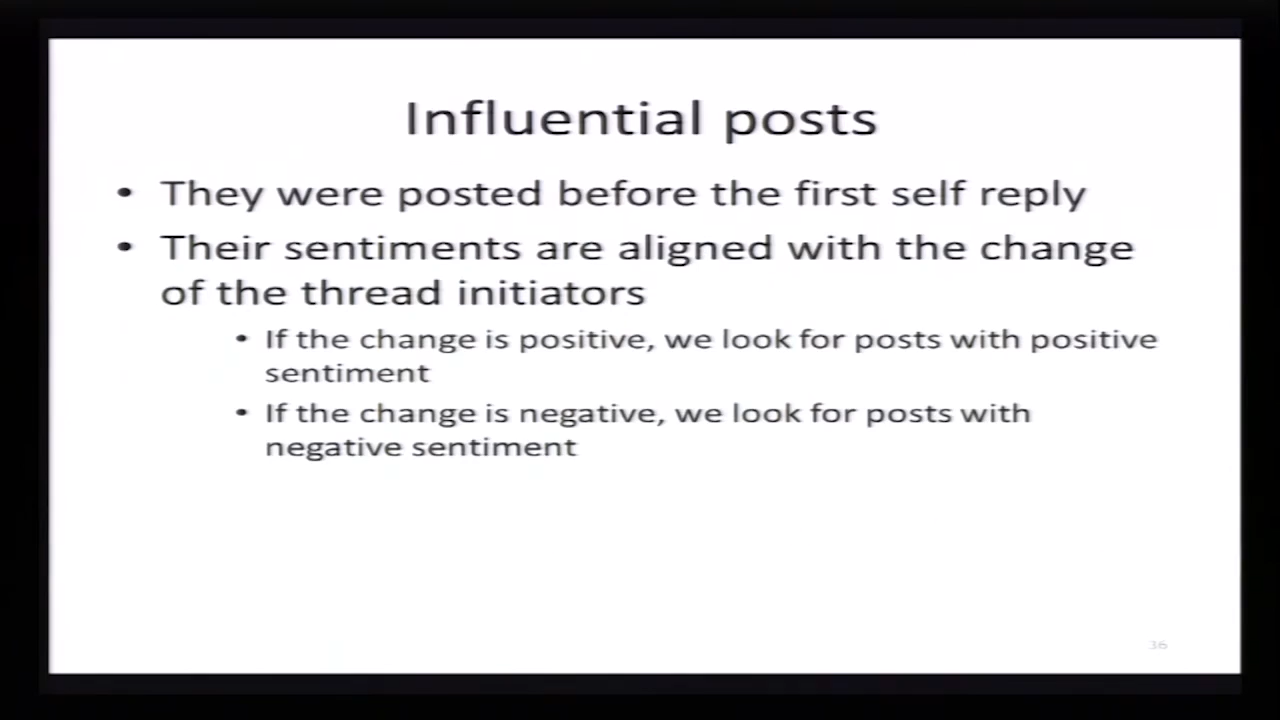 Influential posts
• They were posted before the first self reply
• Their sentiments are aligned with the change
of the thread initiators
• If the change is positive, we look for posts with positive
sentiment
• If the change is negative, we look for posts with
negative sentiment
36